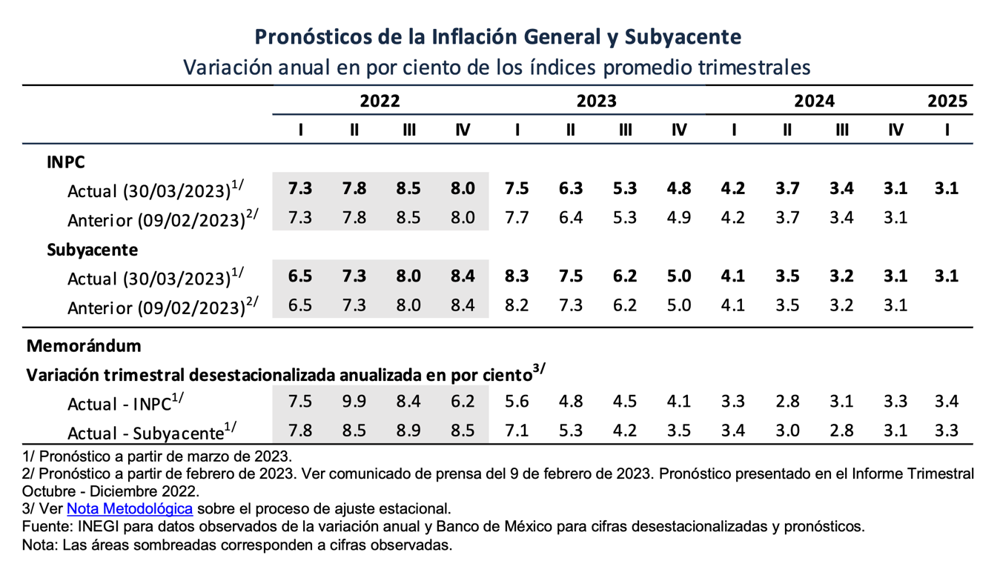 Pronósticos de la Inflación General y Subyacente
Variación anual en por ciento de los índices promedio trimestrales
2022 2023 2024 2025
I II III IV I II III IV I II III IV I
INPC
Actual (30/03/2023)1/ 7.3 7.8 8.5 8.0 7.5 6.3 5.3 4.8 4.2 3.7 3.4 3.1 3.1
Anterior (09/02/2023)2/ 7.3 7.8 8.5 8.0 7.7 6.4 5.3 4.9 4.2 3.7 3.4 3.1
Subyacente
Actual (30/03/2023)1/ 6.5 7.3 8.0 8.4 8.3 7.5 6.2 5.0 4.1 3.5 3.2 3.1 3.1
Anterior (09/02/2023)2/ 6.5 7.3 8.0 8.4 8.2 7.3 6.2 5.0 4.1 3.5 3.2 3.1
Memorándum
Variación trimestral desestacionalizada anualizada en por ciento3/
Actual - INPC1/ 7.5 9.9 8.4 6.2 5.6 4.8 4.5 4.1 3.3 2.8 3.1 3.3 3.4
Actual - Subyacente1/ 7.8 8.5 8.9 8.5 7.1 5.3 4.2 3.5 3.4 3.0 2.8 3.1 3.3
1/ Pronóstico a partir de marzo de 2023.
2/ Pronóstico a partir de febrero de 2023. Ver comunicado de prensa del 9 de febrero de 2023. Pronóstico presentado en el Informe Trimestral
Octubre - Diciembre 2022.
3/ Ver Nota Metodológica sobre el proceso de ajuste estacional.
Fuente: INEGI para datos observados de la variación anual y Banco de México para cifras desestacionalizadas y pronósticos.
Nota: Las áreas sombreadas corresponden a cifras observadas.